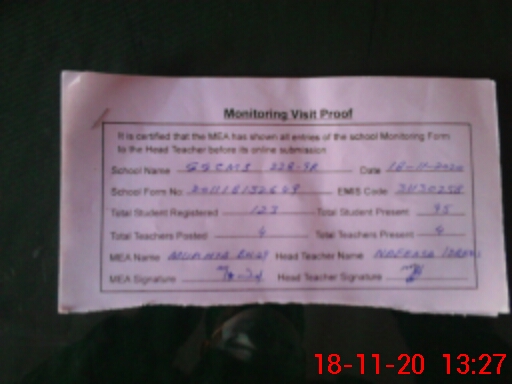 Monitoring Visit Proof
It is certified that the MEA has shown all entries of the school Monitoring Form
to the Head Teacher before its online submission
School Name Date 18-11-2020
School Form No EMIS Code
Total Student Registered 123 Total Student Present 95
Total Teachers Posted 4 Total Teachers Present 4
MEA Name Head Teacher Name
MEA Signature Head Teacher Signature
18-11-20 13:27